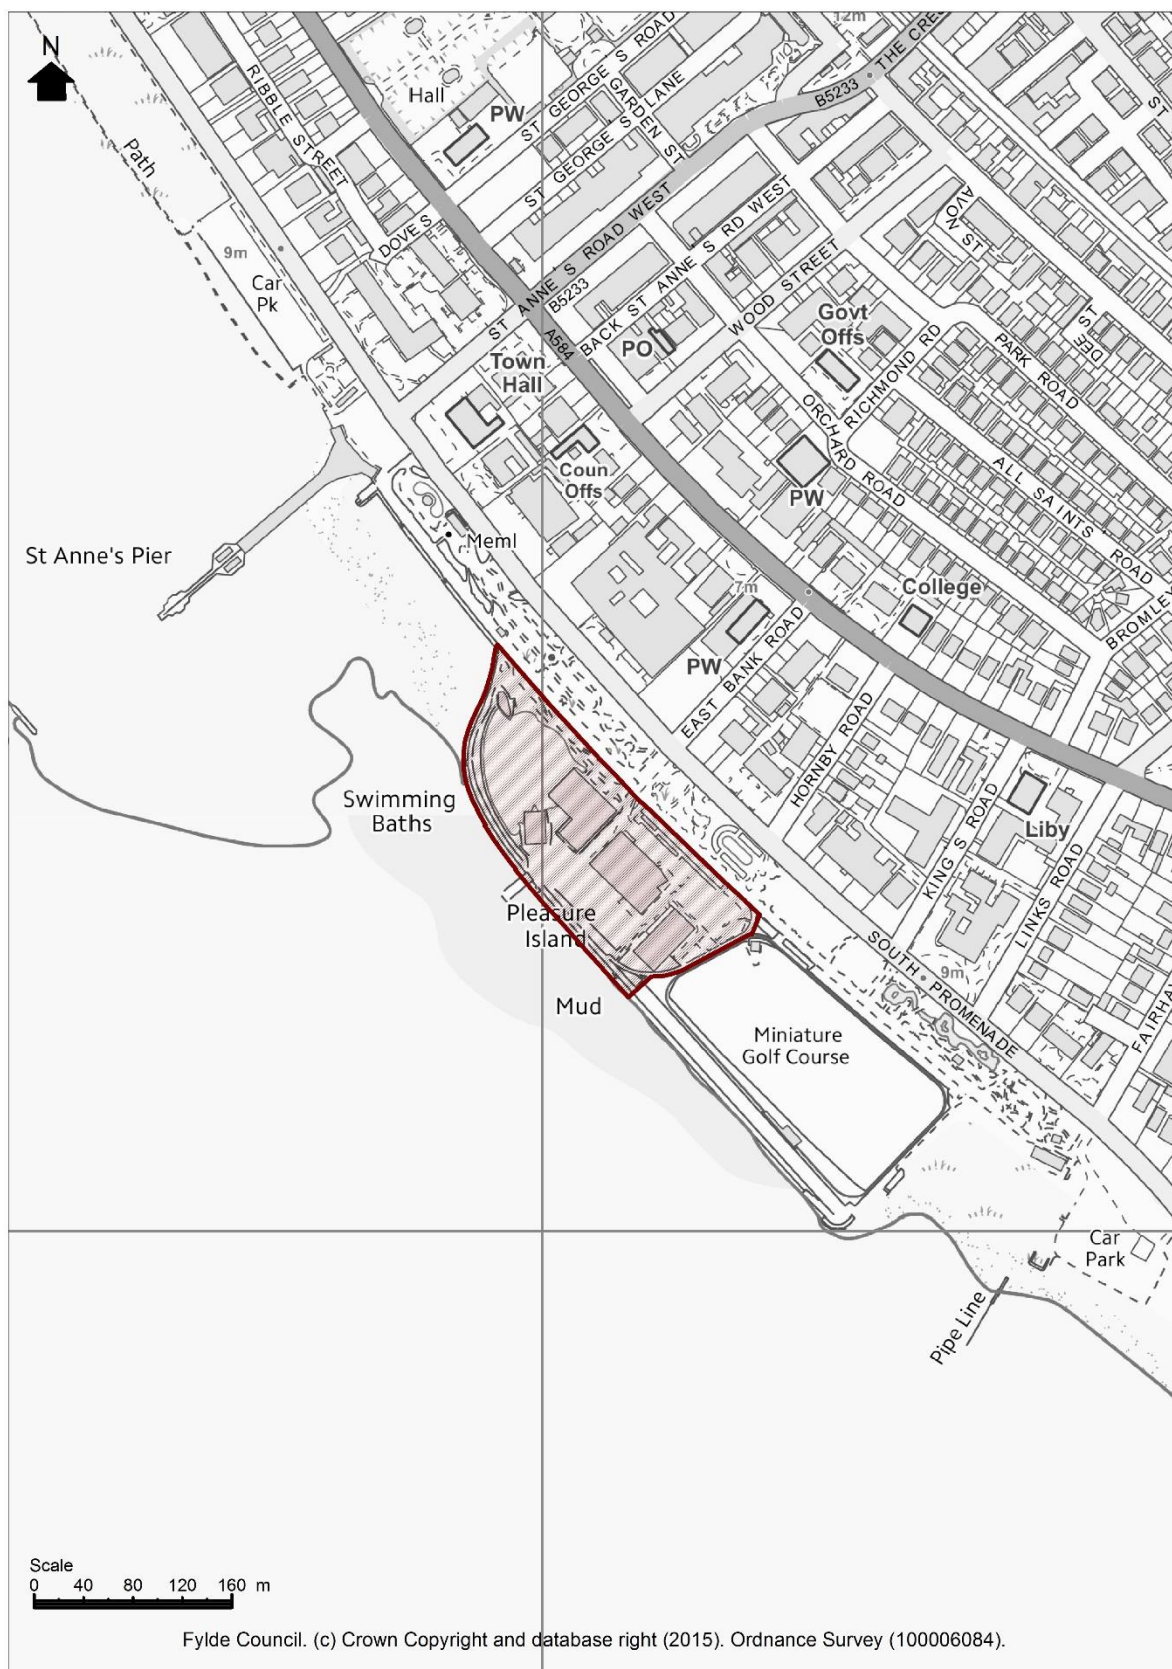 N
12m
THE CRES
B5233
Hall
PW
ST GEORGE S ROAD
GARDEN ST
ST GEORGE S LANE
ST
RIBBLE STREET
Path
DOVE S
ST ANNE'S ROAD WEST
B5233
BACK ST ANNE S RD WEST
AVON ST
WOOD STREET
9m
Car
Pk
A584
PO
Govt
Offs
RICHMOND RD
DEE ST
PARK ROAD
Town
Hall
ORCHARD ROAD
ALL SAINTS ROAD
Coun
Offs
PW
St Anne's Pier
Meml
7m
College
BROMLEY
PW
EAST BANK ROAD
HORNBY ROAD
Swimming
Baths
KING'S ROAD
Liby
LINKS ROAD
Pleasure
Island
SOUTH PROMENADE
9m
Mud
Miniature
Golf Course
FAIRHA
Car
Park
Pipe Line
Scale
0 40 80 120 160 m
Fylde Council. (c) Crown Copyright and database right (2015). Ordnance Survey (100006084).